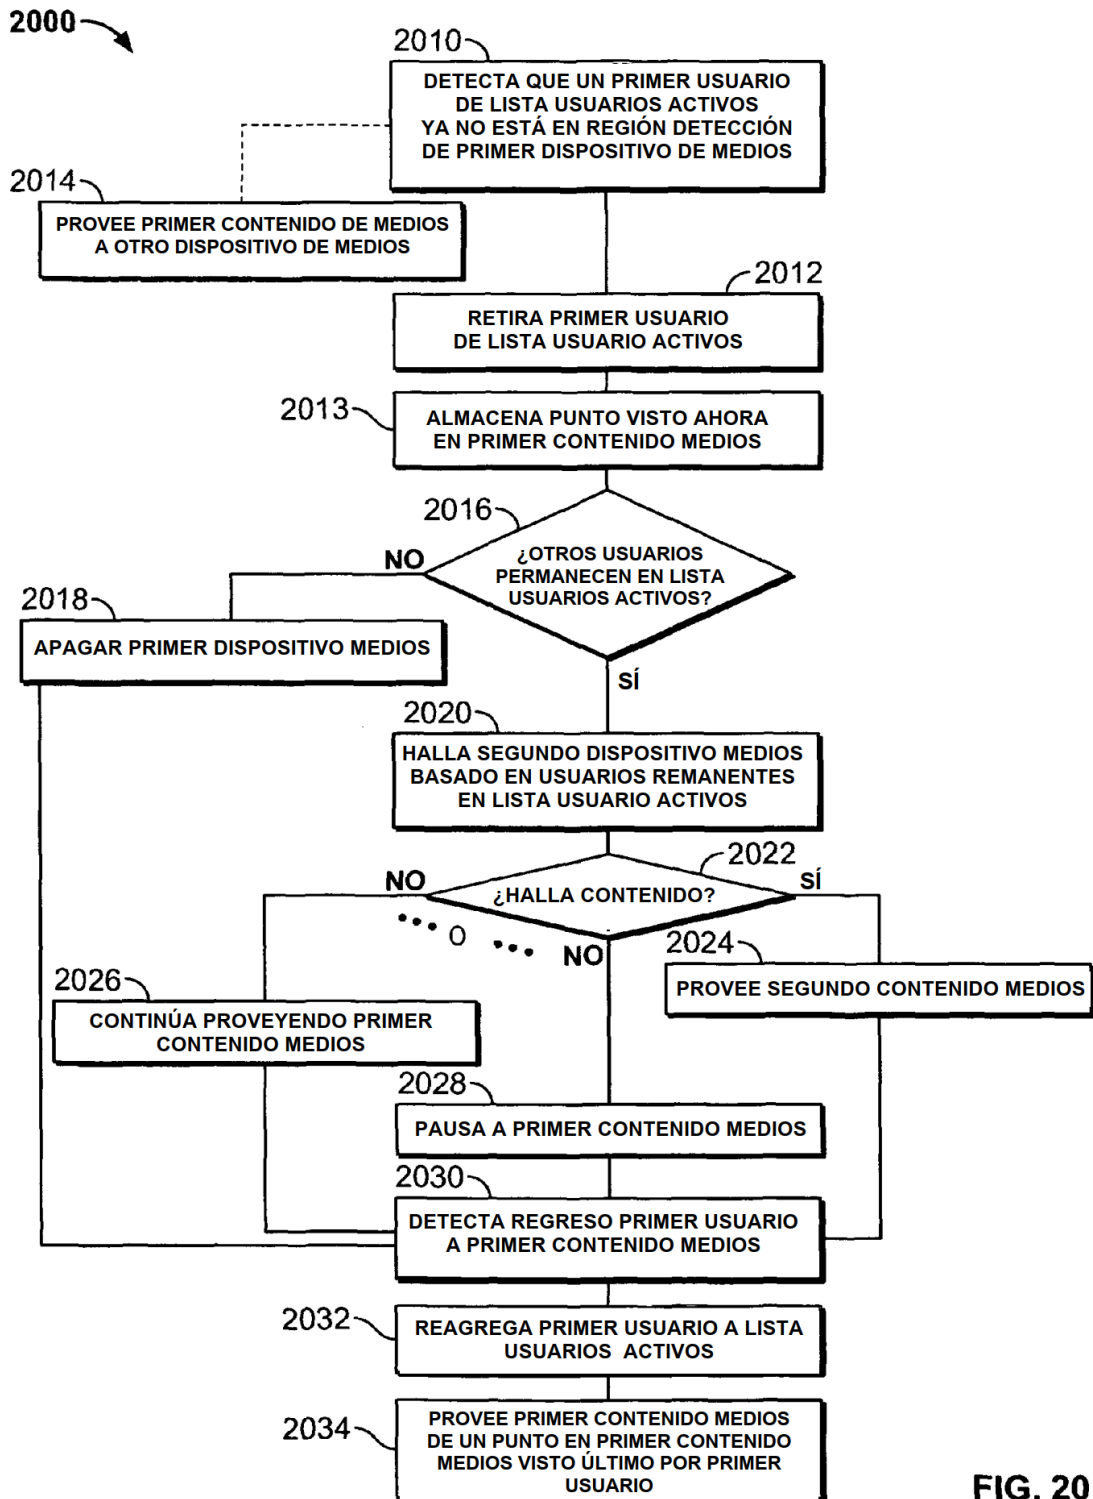 2000
2010
DETECTA QUE UN PRIMER USUARIO
DE LISTA USUARIOS ACTIVOS
YA NO ESTÁ EN REGIÓN DETECCIÓN
DE PRIMER DISPOSITIVO DE MEDIOS
2014
PROVEE PRIMER CONTENIDO DE MEDIOS
A OTRO DISPOSITIVO DE MEDIOS
2012
RETIRA PRIMER USUARIO
DE LISTA USUARIO ACTIVOS
2013
ALMACENA PUNTO VISTO AHORA
EN PRIMER CONTENIDO MEDIOS
2016
¿OTROS USUARIOS
PERMANECEN EN LISTA
USUARIOS ACTIVOS?
NO
2018
APAGAR PRIMER DISPOSITIVO MEDIOS
SÍ
2020
HALLA SEGUNDO DISPOSITIVO MEDIOS
BASADO EN USUARIOS REMANENTES
EN LISTA USUARIO ACTIVOS
2022
NO
¿HALLA CONTENIDO?
SÍ
O
NO
2024
PROVEE SEGUNDO CONTENIDO MEDIOS
2026
CONTINÚA PROVEYENDO PRIMER
CONTENIDO MEDIOS
2028
PAUSA A PRIMER CONTENIDO MEDIOS
2030
DETECTA REGRESO PRIMER USUARIO
A PRIMER CONTENIDO MEDIOS
2032
REAGREGA PRIMER USUARIO A LISTA
USUARIOS ACTIVOS
2034
PROVEE PRIMER CONTENIDO MEDIOS
DE UN PUNTO EN PRIMER CONTENIDO
MEDIOS VISTO ÚLTIMO POR PRIMER
USUARIO
FIG. 20